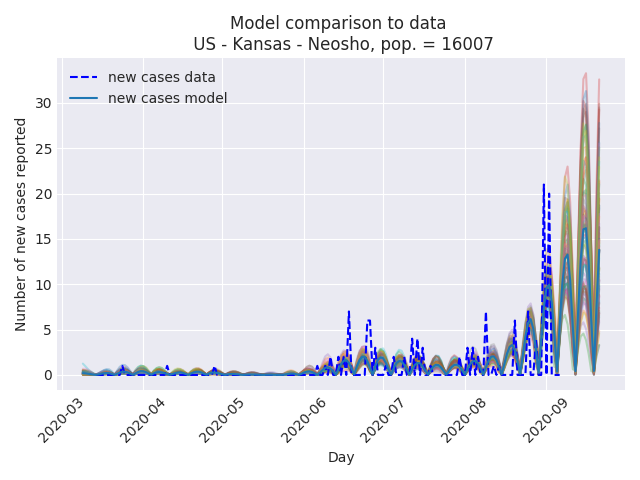 Model comparison to data
US - Kansas - Neosho, pop. = 16007
new cases data
new cases model
Number of new cases reported
30
25
20
15
10
5
0
2020-03
2020-04
2020-05
2020-06
2020-07
2020-08
2020-09
Day